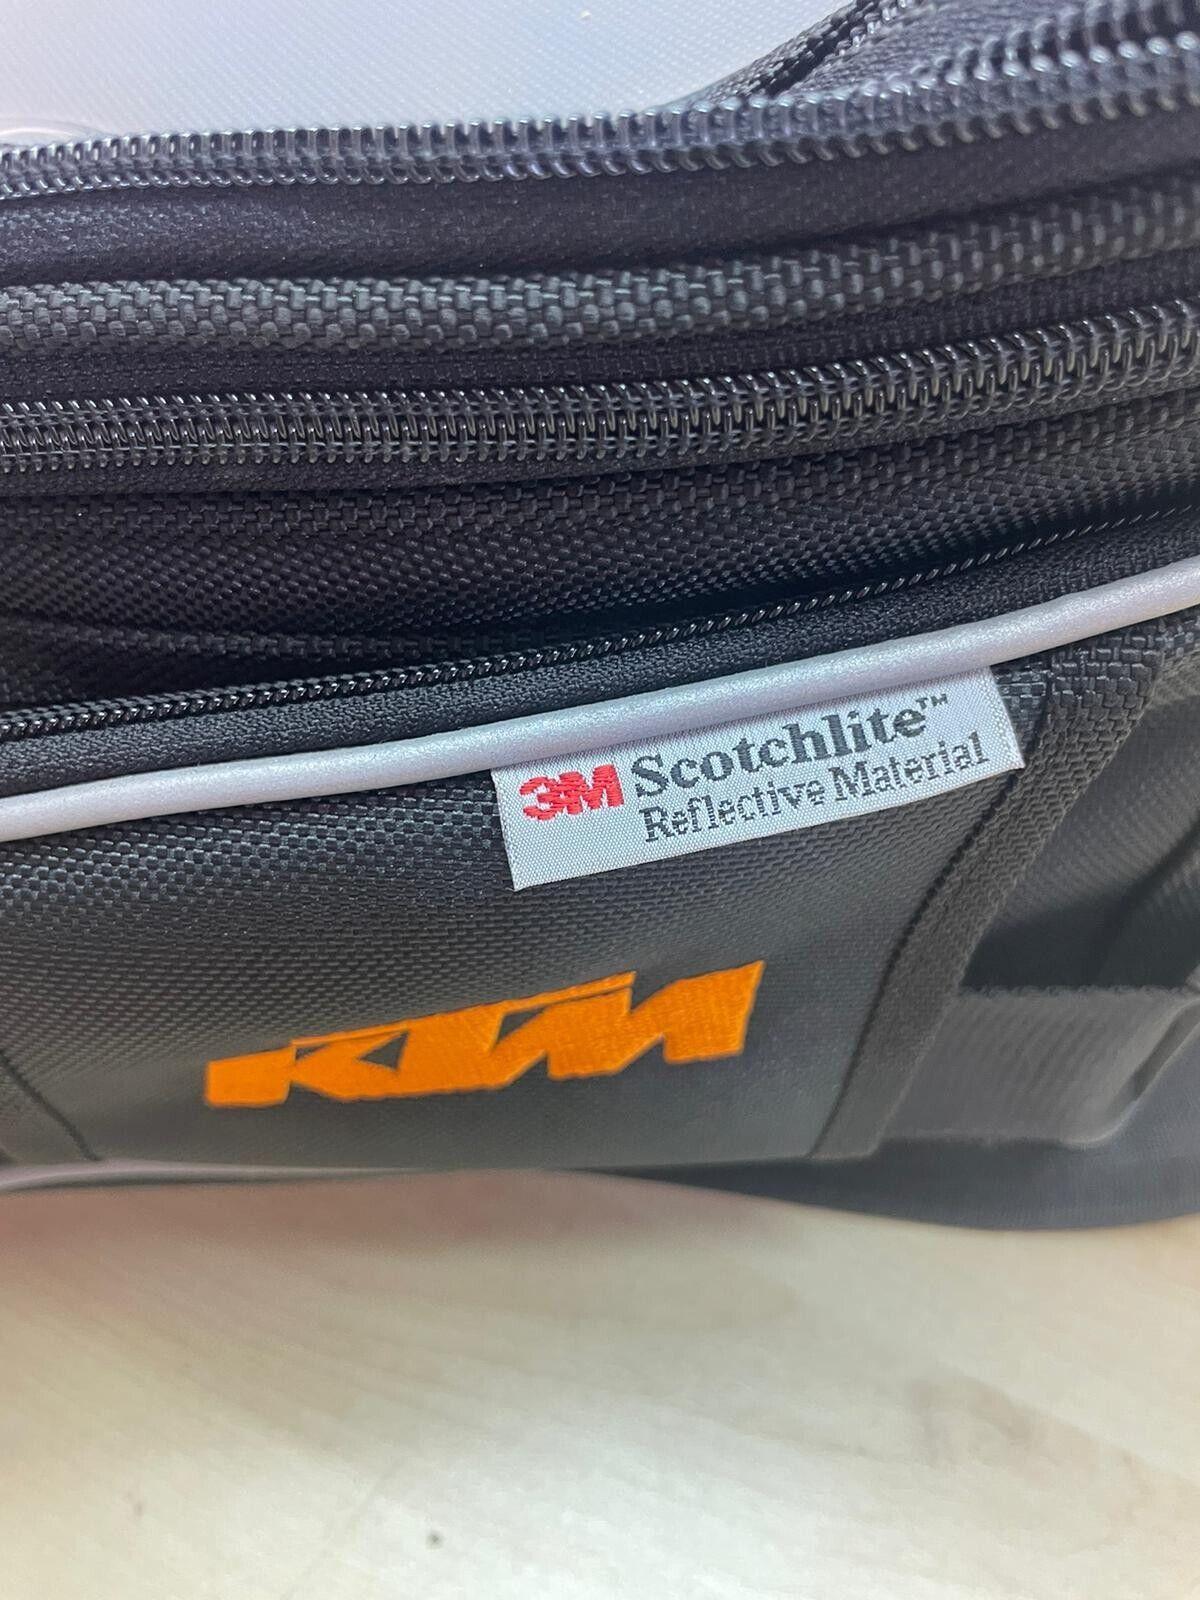 3M Scotchlite™
Reflective Material
KTM